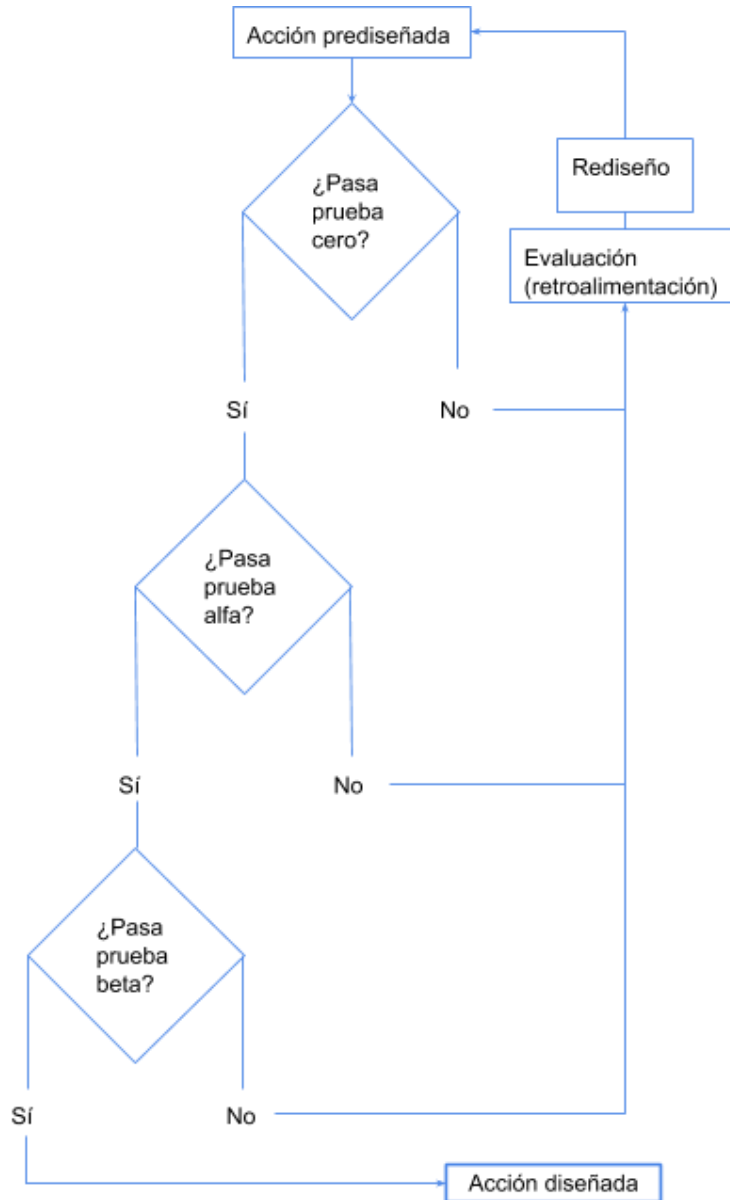 Acción prediseñada
¿Pasa
prueba
cero?
Rediseño
Evaluación
(retroalimentación)
Sí
No
¿Pasa
prueba
alfa?
Sí
No
¿Pasa
prueba
beta?
Sí
No
Acción diseñada